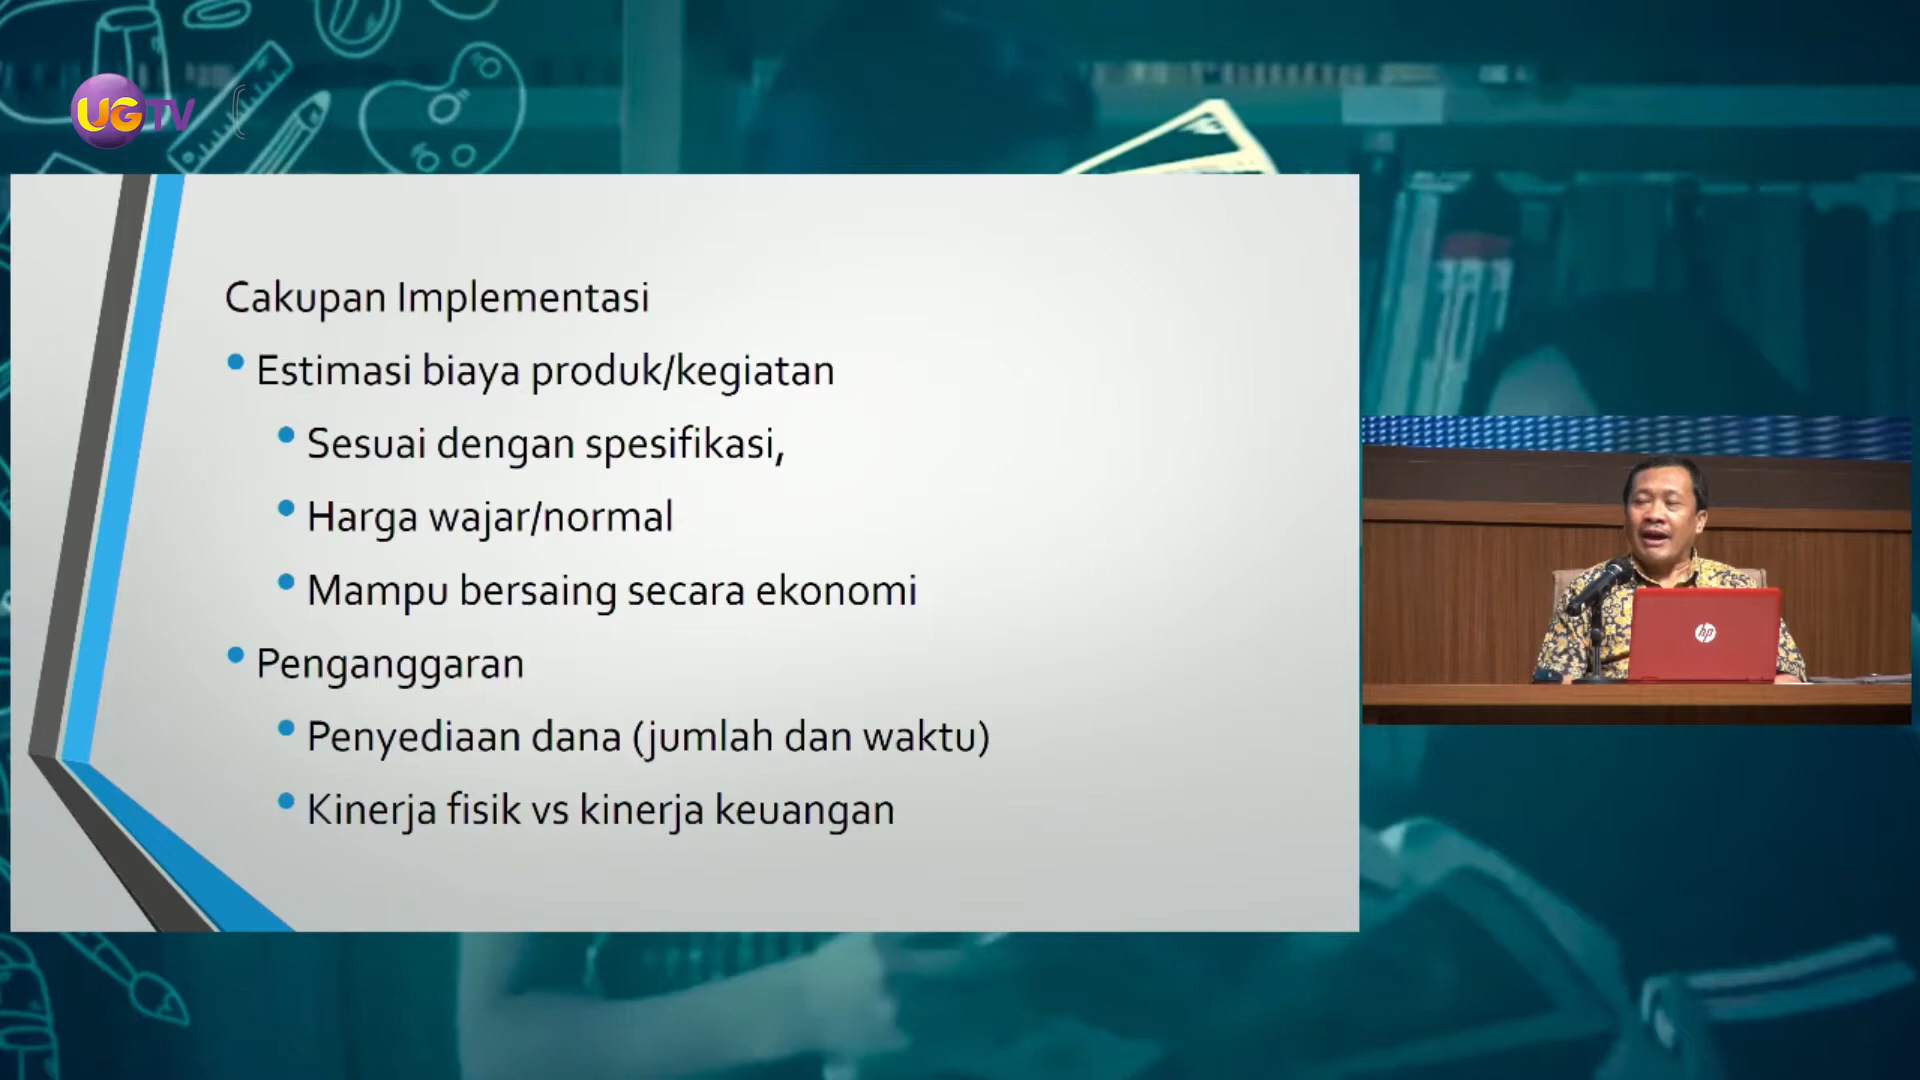 UGTV
Cakupan Implementasi
Estimasi biaya produk/kegiatan
Sesuai dengan spesifikasi,
Harga wajar/normal
Mampu bersaing secara ekonomi
Penganggaran
Penyediaan dana (jumlah dan waktu)
Kinerja fisik vs kinerja keuangan
hp